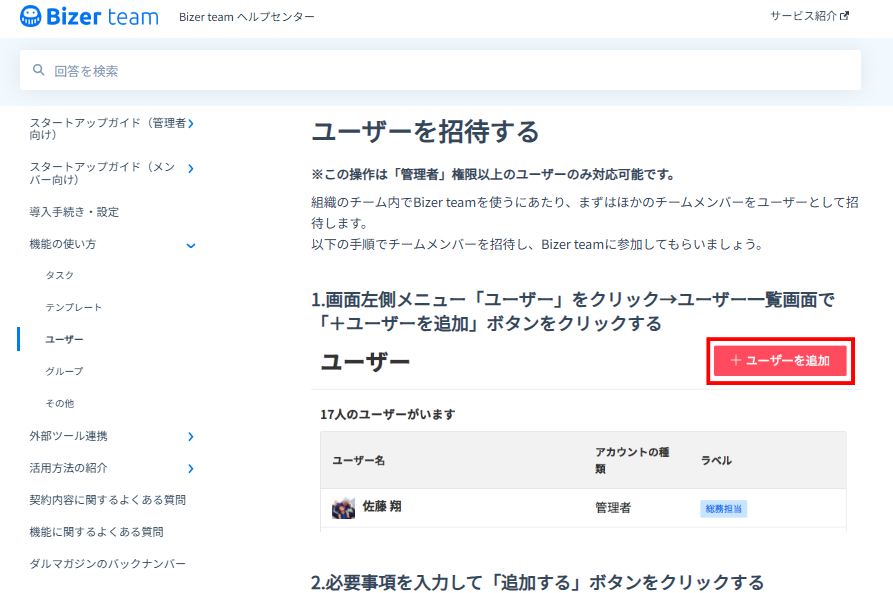 Bizer team
Bizer team ヘルプセンター
サービス紹介
回答を検索
スタートアップガイド（管理者
向け）
スタートアップガイド（メン
バー向け）
導入手続き・設定
機能の使い方
タスク
テンプレート
ユーザー
グループ
その他
外部ツール連携
活用方法の紹介
契約内容に関するよくある質問
機能に関するよくある質問
ダルマガジンのバックナンバー
ユーザーを招待する
※この操作は「管理者」権限以上のユーザーのみ対応可能です。
組織のチーム内でBizer teamを使うにあたり、まずはほかのチームメンバーをユーザーとして招
待します。
以下の手順でチームメンバーを招待し、Bizer teamに参加してもらいましょう。
1.画面左側メニュー「ユーザー」をクリック→ユーザー一覧画面で
「＋ユーザーを追加」ボタンをクリックする
ユーザー
＋ ユーザーを追加
17人のユーザーがいます
ユーザー名
アカウントの種
類
ラベル
佐藤 翔
管理者
総務担当
2.必要事項を入力して「追加する」ボタンをクリックする